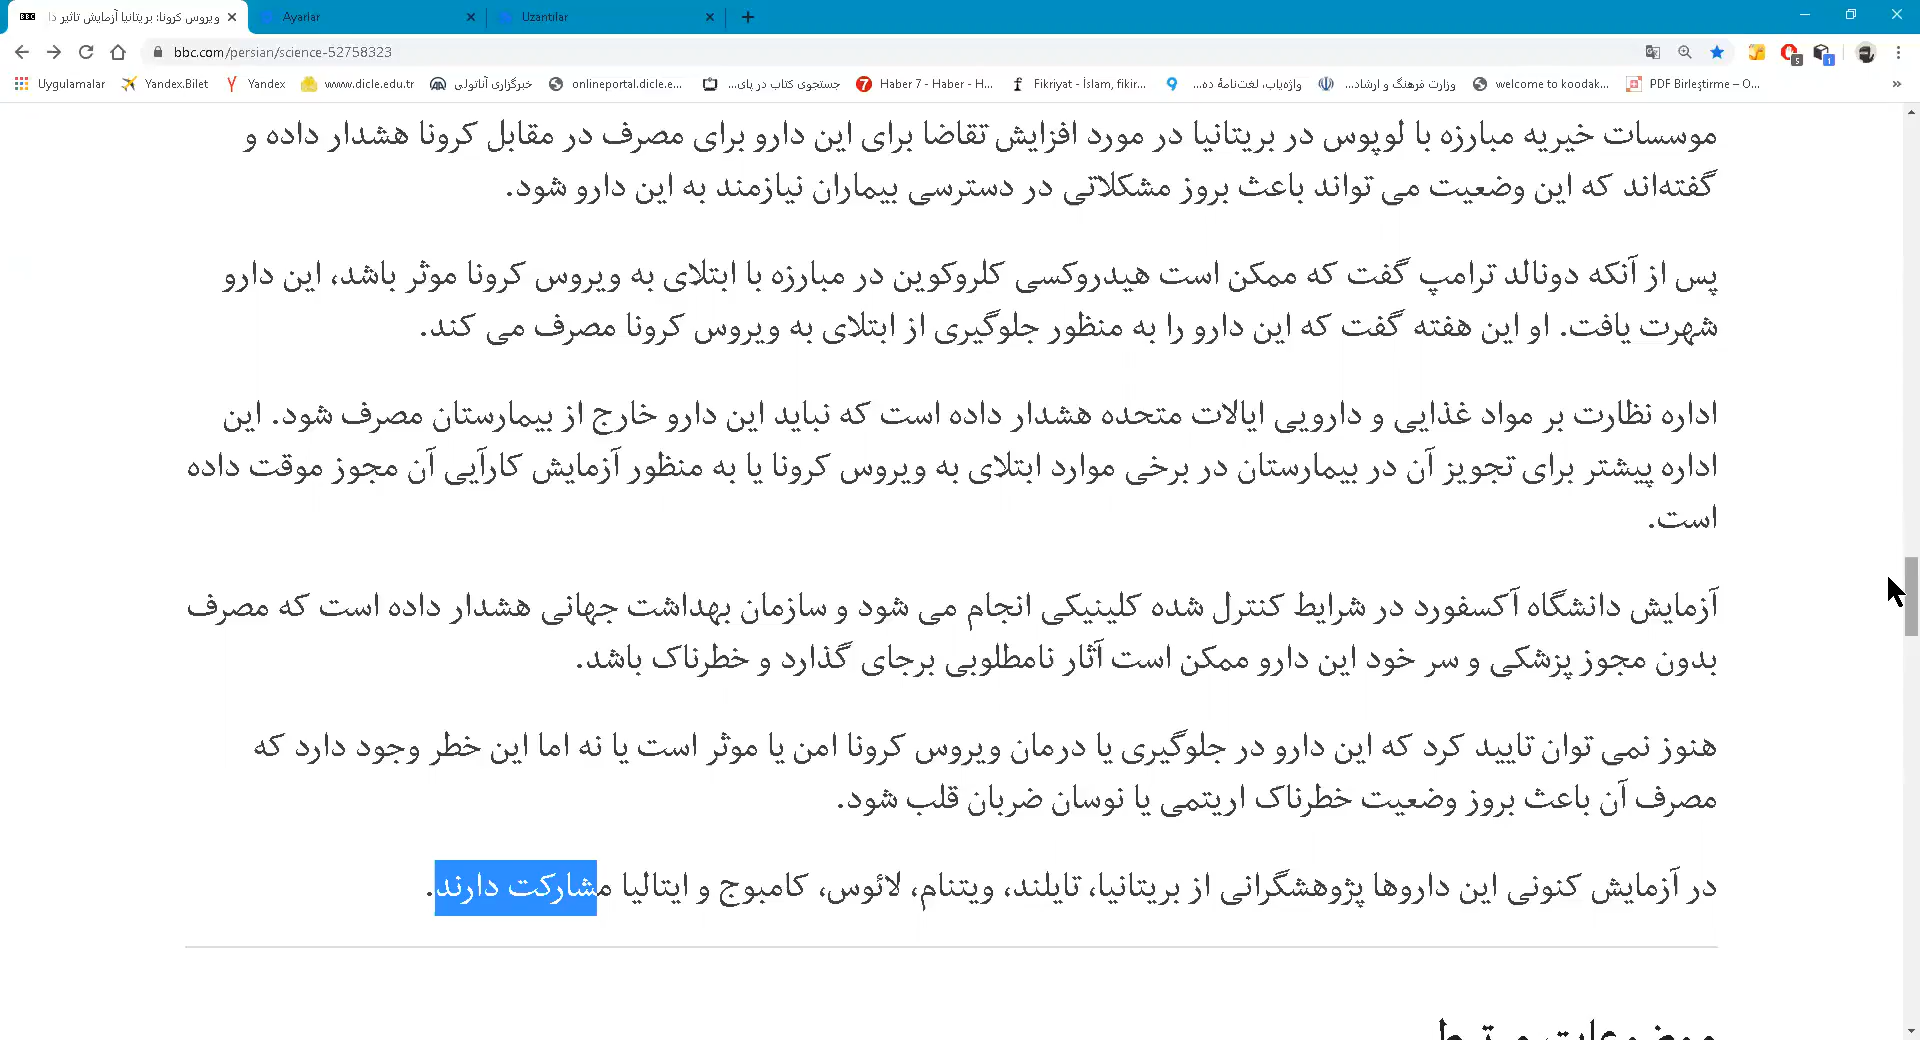 BBC ویروس کرونا: بریتانیا آزمایش تاثیر دا
Ayarlar
Uzantılar
bbc.com/persian/science-52758323
5
1
Uygulamalar
Yandex.Bilet
Yandex
www.dicle.edu.tr
خبرگزاری آناتولی
onlineportal.dicle.e...
جستجوی کتاب در پای...
Haber 7 - Haber - H...
Fikriyat - İslam, fikir...
واژه‌یاب، لغت‌نامهٔ ده...
وزارت فرهنگ و ارشاد...
welcome to koodak...
PDF Birleştirme – O...
موسسات خیریه مبارزه با لوپوس در بریتانیا در مورد افزایش تقاضا برای این دارو برای مصرف در مقابل کرونا هشدار داده و
گفته‌اند که این وضعیت می تواند باعث بروز مشکلاتی در دسترسی بیماران نیازمند به این دارو شود.
پس از آنکه دونالد ترامپ گفت که ممکن است هیدروکسی کلروکوین در مبارزه با ابتلای به ویروس کرونا موثر باشد، این دارو
شهرت یافت. او این هفته گفت که این دارو را به منظور جلوگیری از ابتلای به ویروس کرونا مصرف می کند.
اداره نظارت بر مواد غذایی و دارویی ایالات متحده هشدار داده است که نباید این دارو خارج از بیمارستان مصرف شود. این
اداره پیشتر برای تجویز آن در بیمارستان در برخی موارد ابتلای به ویروس کرونا یا به منظور آزمایش کارآیی آن مجوز موقت داده
است.
آزمایش دانشگاه آکسفورد در شرایط کنترل شده کلینیکی انجام می شود و سازمان بهداشت جهانی هشدار داده است که مصرف
بدون مجوز پزشکی و سر خود این دارو ممکن است آثار نامطلوبی برجای گذارد و خطرناک باشد.
هنوز نمی توان تایید کرد که این دارو در جلوگیری یا درمان ویروس کرونا امن یا موثر است یا نه اما این خطر وجود دارد که
مصرف آن باعث بروز وضعیت خطرناک اریتمی یا نوسان ضربان قلب شود.
در آزمایش کنونی این داروها پژوهشگرانی از بریتانیا، تایلند، ویتنام، لائوس، کامبوج و ایتالیا مشارکت دارند.
موضوعات مرتبط